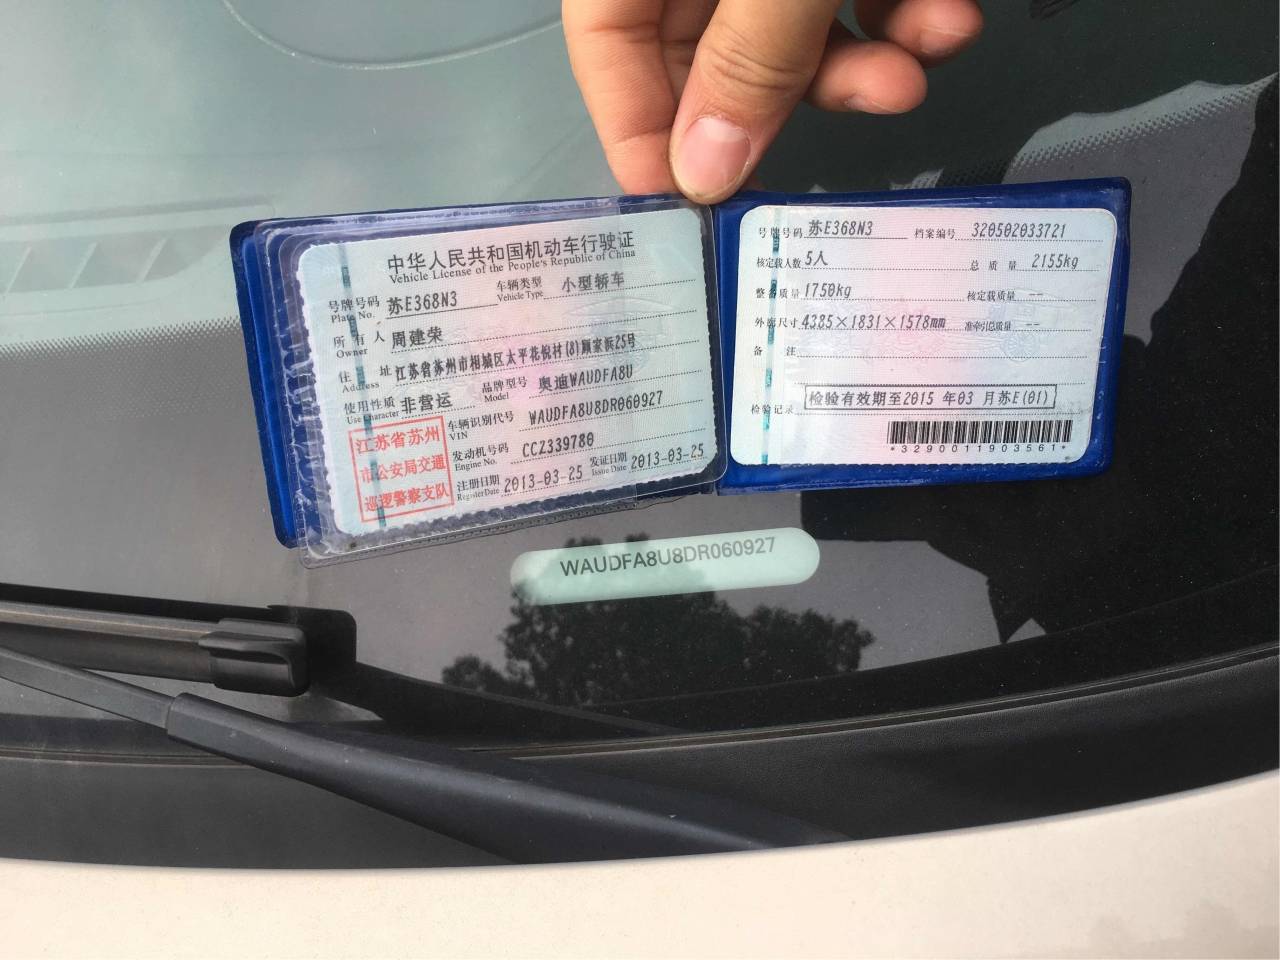 中华人民共和国机动车行驶证
Vehicle License of the People's Republic of China
号牌号码 苏E368N3 车辆类型 小型轿车
Plate No. Vehicle Type
所有人 周建荣
Owner
住址 江苏省苏州市相城区太平花倪村(8)顾家浜25号
Address
使用性质 非营运 品牌型号 奥迪WAUDFA8U
Use Character Model
车辆识别代号 WAUDFA8U8DR060927
VIN
发动机号码 CCZ339780
Engine No.
注册日期 2013-03-25 发证日期 2013-03-25
Register Date Issue Date
江苏省苏州
市公安局交通
巡逻警察支队
号牌号码 苏E368N3 档案编号 320502033721
核定载人数 5人 总质量 2155kg
整备质量 1750kg 核定载质量 --
外廓尺寸 4385×1831×1578mm 准牵引总质量 --
备注
检验记录 检验有效期至2015 年03 月苏E(01)
*3290011903561*
WAUDFA8U8DR060927